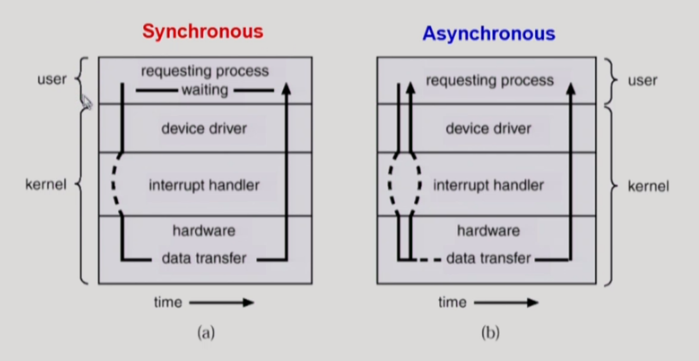 Synchronous
user
requesting process
waiting
device driver
kernel
interrupt handler
hardware
data transfer
time
(a)
Asynchronous
requesting process
user
device driver
interrupt handler
kernel
hardware
data transfer
time
(b)